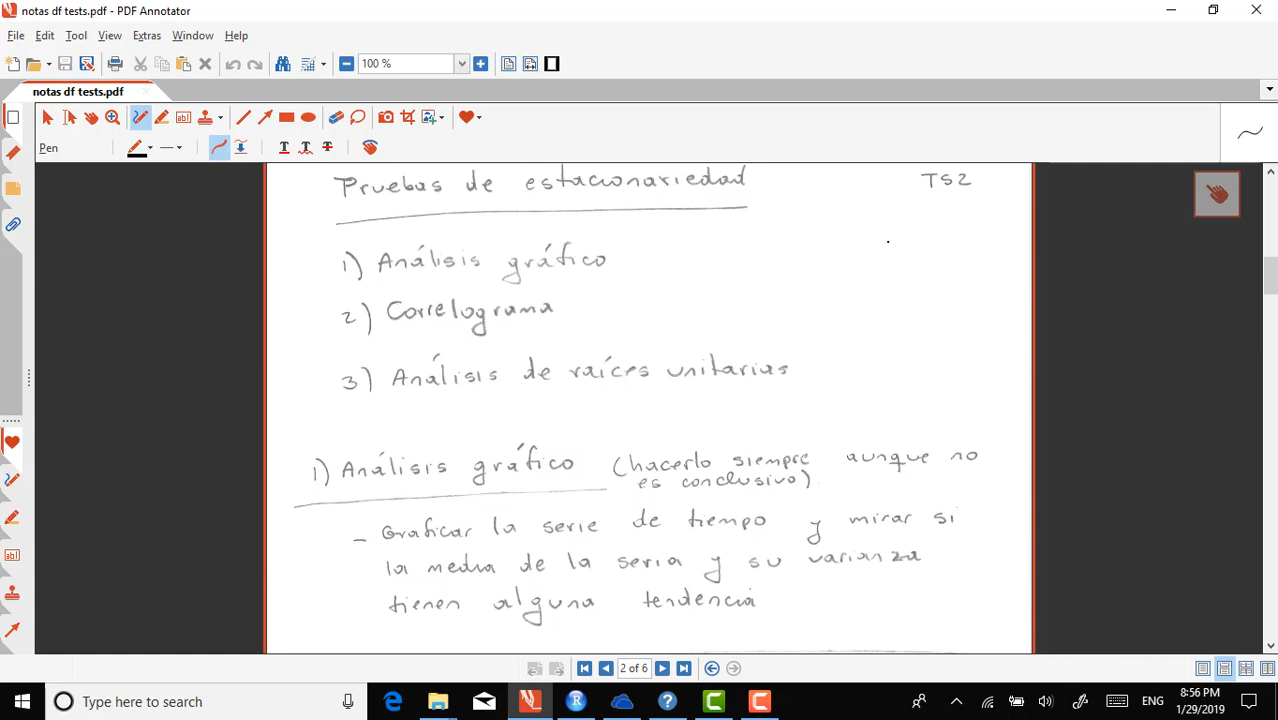 notas df tests.pdf - PDF Annotator
File Edit Tool View Extras Window Help
100 %
notas df tests.pdf
Pen
Pruebas de estacionariedad TS2
1) Análisis gráfico
2) Correlograma
3) Análisis de raíces unitarias
1) Análisis gráfico (hacerlo siempre aunque no
es conclusivo)
- Graficar la serie de tiempo y mirar si
la media de la seria y su varianza
tienen alguna tendencia
2 of 6
Type here to search
ENG
8:56 PM
1/29/2019